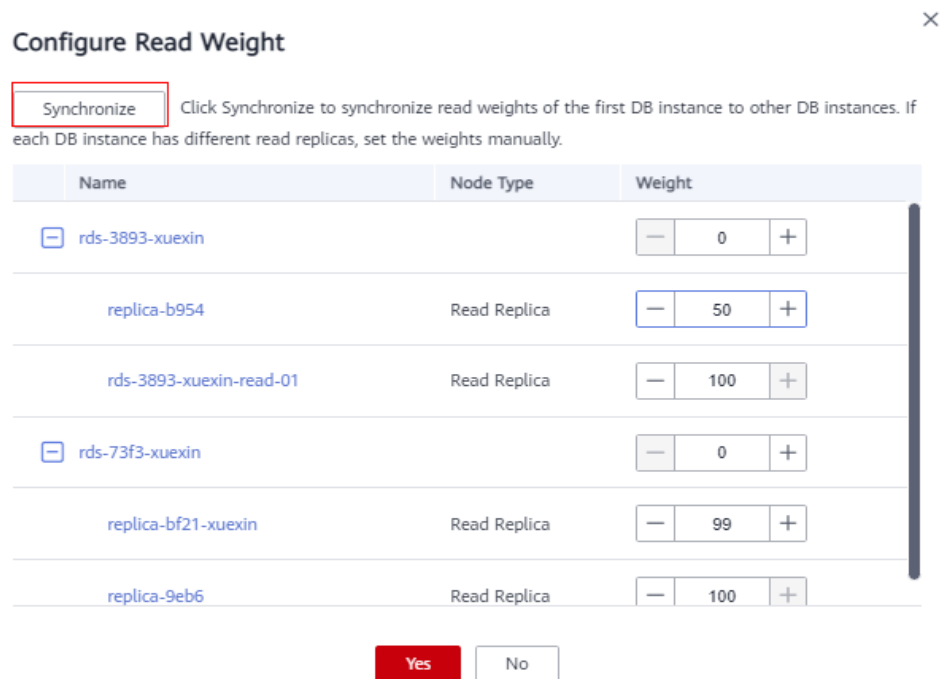 Configure Read Weight
Synchronize Click Synchronize to synchronize read weights of the first DB instance to other DB instances. If
each DB instance has different read replicas, set the weights manually.
Name Node Type Weight
rds-3893-xuexin 0
replica-b954 Read Replica 50
rds-3893-xuexin-read-01 Read Replica 100
rds-73f3-xuexin 0
replica-bf21-xuexin Read Replica 99
replica-9eb6 Read Replica 100
Yes No